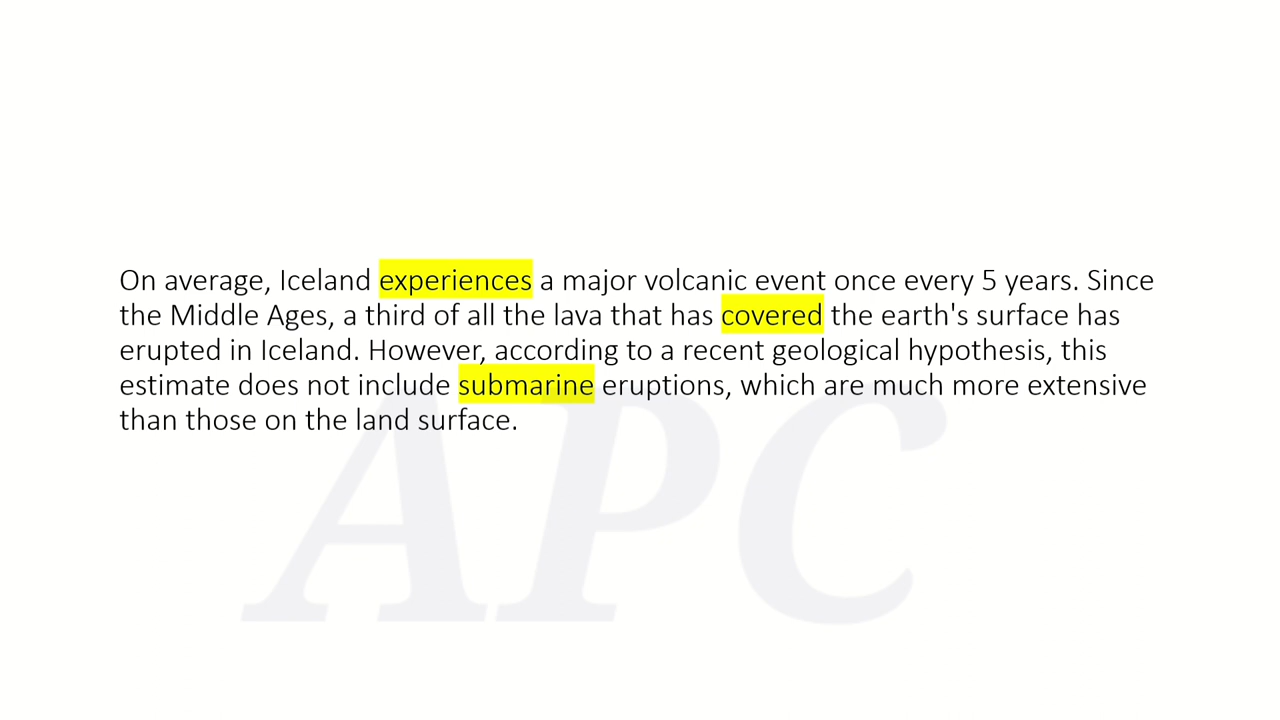 On average, Iceland experiences a major volcanic event once every 5 years. Since
the Middle Ages, a third of all the lava that has covered the earth's surface has
erupted in Iceland. However, according to a recent geological hypothesis, this
estimate does not include submarine eruptions, which are much more extensive
than those on the land surface.
APC